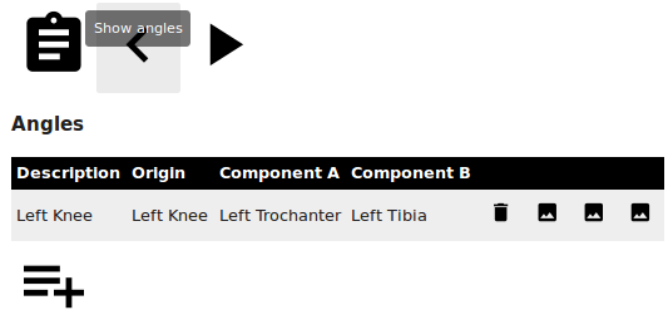 Show angles
Angles
Description Origin Component A Component B
Left Knee Left Knee Left Trochanter Left Tibia